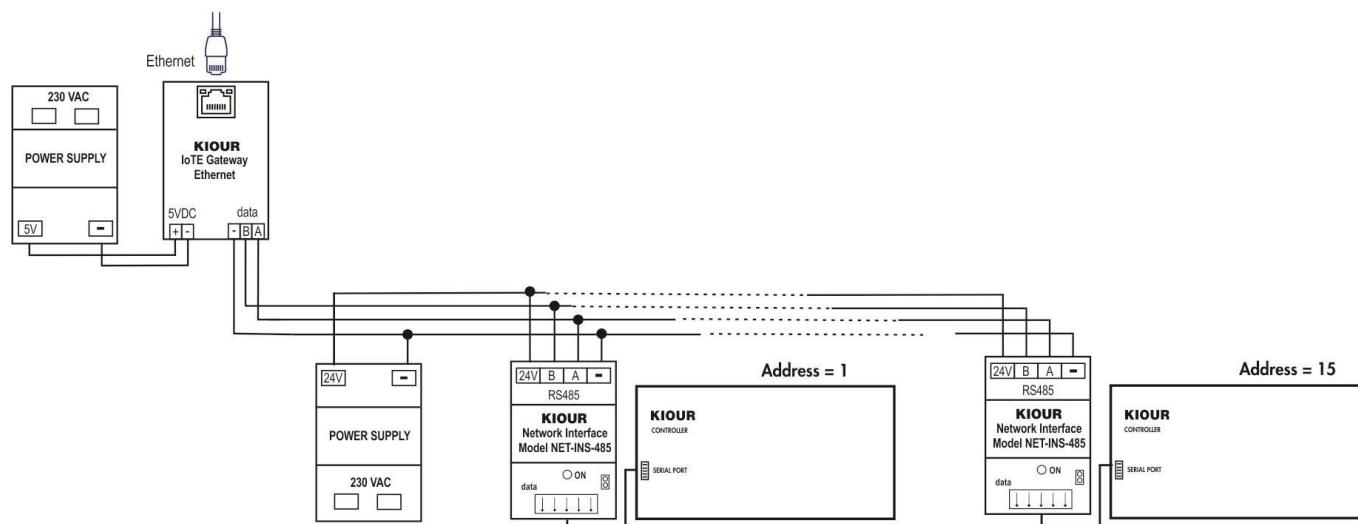 Ethernet
230 VAC
POWER SUPPLY
5V
-
KIOUR
IoTE Gateway
Ethernet
5VDC
data
+ -
- B A
24V
-
POWER SUPPLY
230 VAC
24V B A -
RS485
KIOUR
Network Interface
Model NET-INS-485
ON
data
Address = 1
KIOUR
CONTROLLER
SERIAL PORT
24V B A -
RS485
KIOUR
Network Interface
Model NET-INS-485
ON
data
Address = 15
KIOUR
CONTROLLER
SERIAL PORT